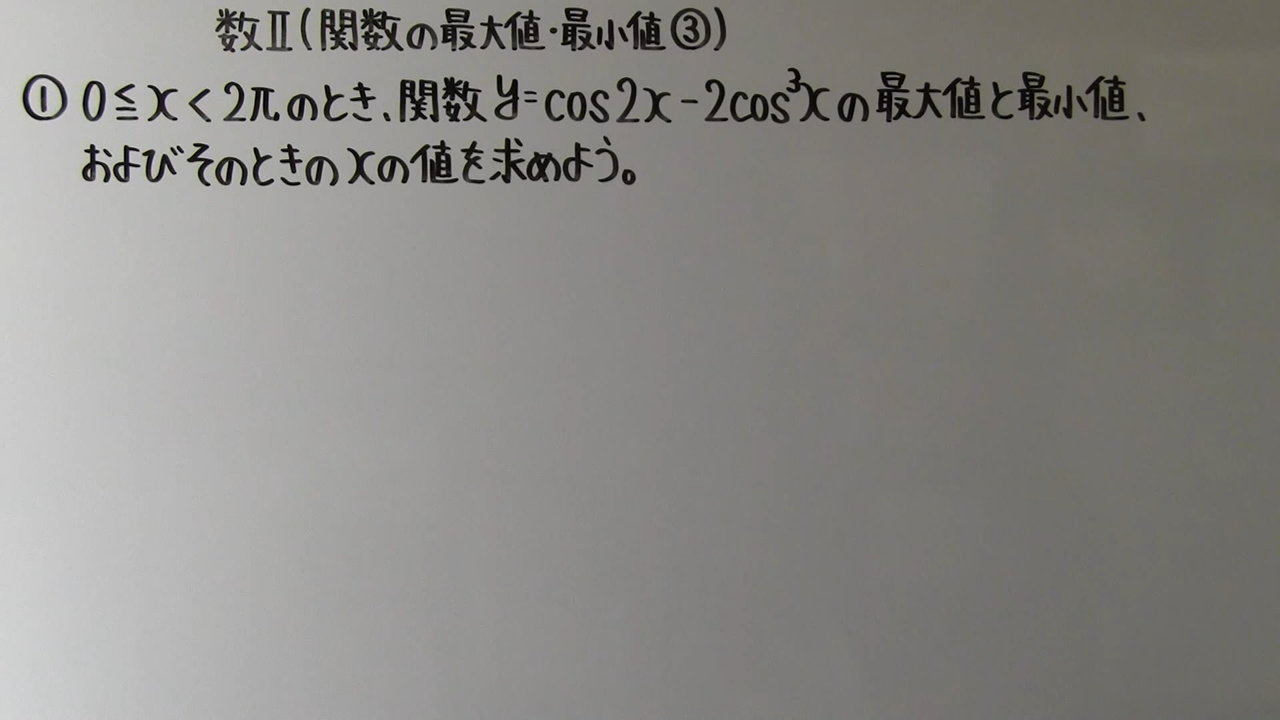 数Ⅱ(関数の最大値・最小値③)
① 0≦x<2πのとき、関数y=cos2x-2cos³xの最大値と最小値、
およびそのときのxの値を求めよう。